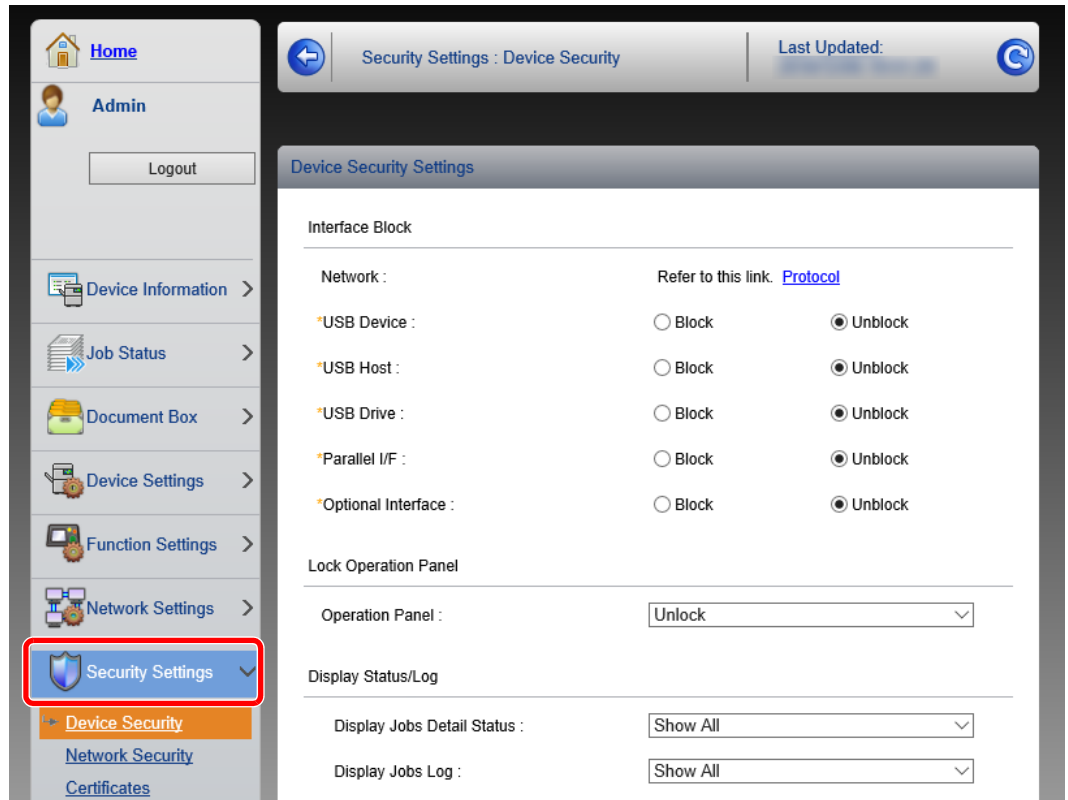 Home
Admin
Logout
Device Information
Job Status
Document Box
Device Settings
Function Settings
Network Settings
Security Settings
Device Security
Network Security
Certificates
Security Settings : Device Security
Last Updated:
Device Security Settings
Interface Block
Network : Refer to this link. Protocol
*USB Device : Block Unblock
*USB Host : Block Unblock
*USB Drive : Block Unblock
*Parallel I/F : Block Unblock
*Optional Interface : Block Unblock
Lock Operation Panel
Operation Panel : Unlock
Display Status/Log
Display Jobs Detail Status : Show All
Display Jobs Log : Show All